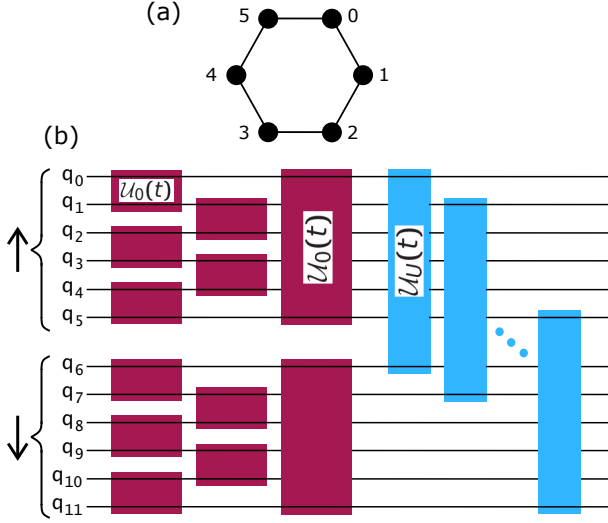 (a)
5 0
4 1
3 2
(b)
q₀ 𝒰₀(t)
q₁
q₂
q₃
q₄
q₅
𝒰₀(t) 𝒰_U(t)
↑
q₆
q₇
q₈
q₉
q₁₀
q₁₁
↓